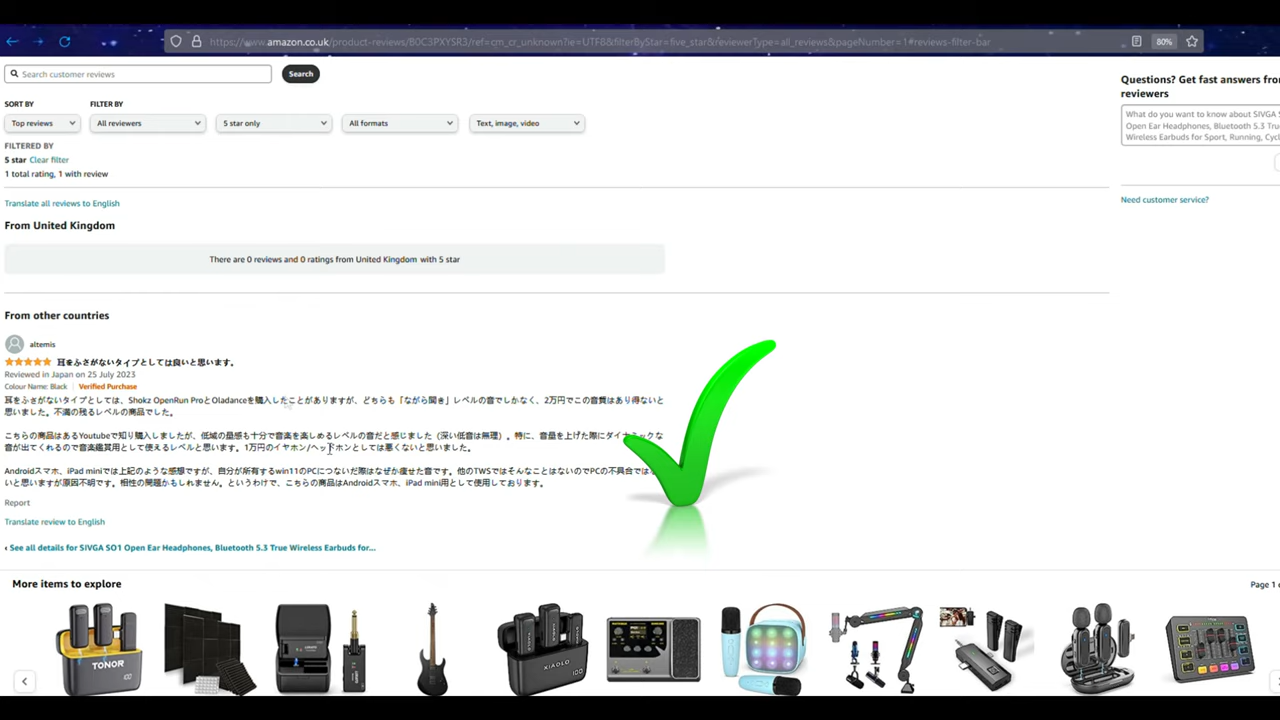 https://www.amazon.co.uk/product-reviews/B0C3PXYSR3/ref=cm_cr_unknown?ie=UTF8&filterByStar=five_star&reviewerType=all_reviews&pageNumber=1#reviews-filter-bar
80%
Search customer reviews
Search
Questions? Get fast answers from
reviewers
What do you want to know about SIVGA S
Open Ear Headphones, Bluetooth 5.3 True
Wireless Earbuds for Sport, Running, Cycl
Need customer service?
SORT BY
FILTER BY
Top reviews
All reviewers
5 star only
All formats
Text, image, video
FILTERED BY
5 star Clear filter
1 total rating, 1 with review
Translate all reviews to English
From United Kingdom
There are 0 reviews and 0 ratings from United Kingdom with 5 star
From other countries
altemis
耳をふさがないタイプとしては良いと思います。
Reviewed in Japan on 25 July 2023
Colour Name: Black Verified Purchase
耳をふさがないタイプとしては、Shokz OpenRun ProとOladanceを購入したことがありますが、どちらも「ながら聞き」レベルの音でしかなく、2万円でこの音質はあり得ないと
思いました。不満の残るレベルの商品でした。
こちらの商品はあるYoutubeで知り購入しましたが、低域の量感も十分で音楽を楽しめるレベルの音だと感じました（深い低音は無理）。特に、音量を上げた際にダイナミックな
音が出てくれるので音楽鑑賞用として使えるレベルと思います。1万円のイヤホン/ヘッドホンとしては悪くないと思いました。
Androidスマホ、iPad miniでは上記のような感想ですが、自分が所有するwin11のPCにつないだ際はなぜか痩せた音です。他のTWSではそんなことはないのでPCの不具合では
いと思いますが原因不明です。相性の問題かもしれません。というわけで、こちらの商品はAndroidスマホ、iPad mini用として使用しております。
Report
Translate review to English
‹ See all details for SIVGA SO1 Open Ear Headphones, Bluetooth 5.3 True Wireless Earbuds for...
More items to explore
Page 1
TONOR
XIAOLO